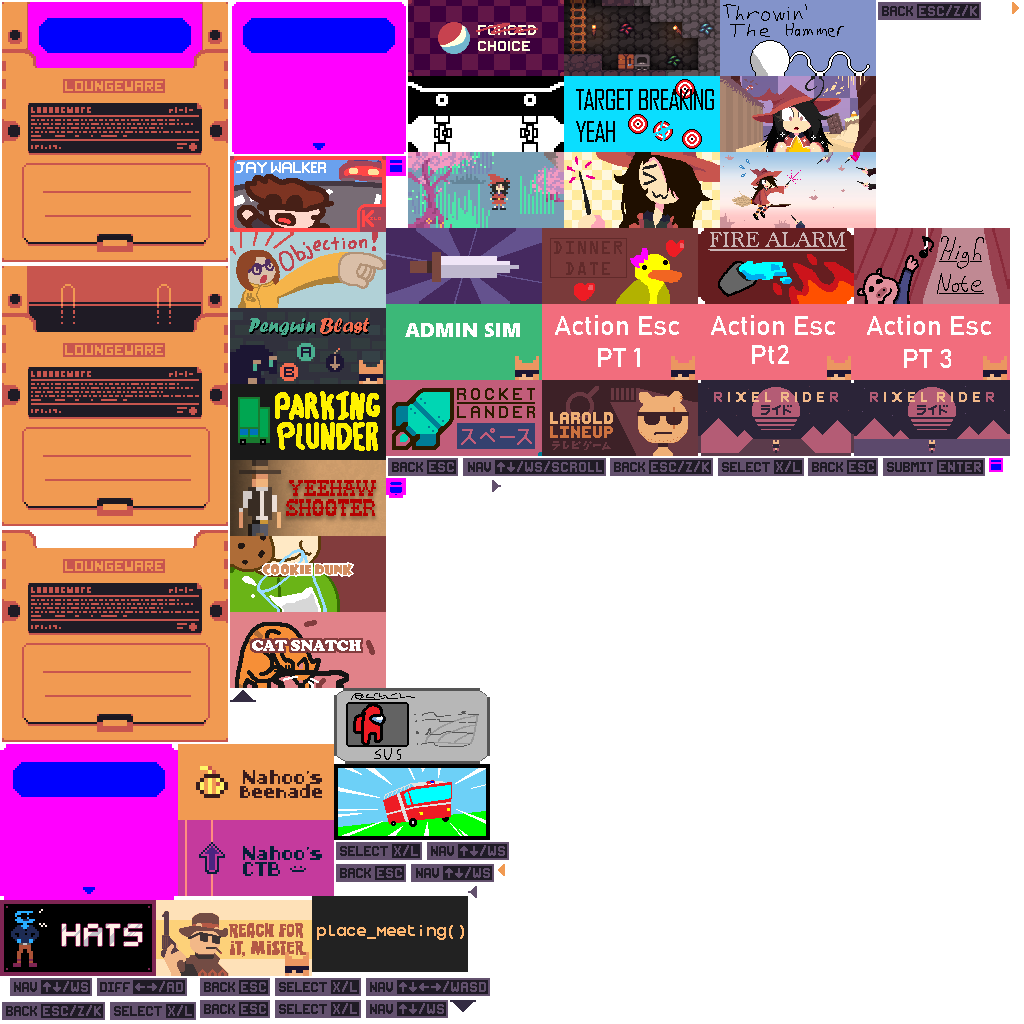 LOUNGEWARE
LOUNGEWARE
FORCED
CHOICE
Throwin'
The Hammer
BACK ESC/Z/K
TARGET BREAKING
YEAH
JAY WALKER
K
Objection!
DINNER
DATE
FIRE ALARM
High
Note
LOUNGEWARE
LOUNGEWARE
Penguin Blast
A
B
ADMIN SIM
Action Esc
PT 1
Action Esc
Pt2
Action Esc
PT 3
PARKING
PLUNDER
ROCKET
LANDER
スペース
LAROLD
LINEUP
テレビゲーム
RIXEL RIDER
ライド
RIXEL RIDER
ライド
BACK ESC
NAV ↑↓/WS/SCROLL
BACK ESC/Z/K
SELECT X/L
BACK ESC
SUBMIT ENTER
YEEHAW
SHOOTER
LOUNGEWARE
LOUNGEWARE
COOKIE DUNK
CAT SNATCH
SUS
Nahoo's
Beenade
Nahoo's
CTB
SELECT X/L
NAV ↑↓/WS
BACK ESC
NAV ↑↓/WS
HATS
REACH FOR
IT, MISTER
place_meeting()
NAV ↑↓/WS
DIFF ←→/AD
BACK ESC
SELECT X/L
NAV ↑↓←→/WASD
BACK ESC/Z/K
SELECT X/L
BACK ESC
SELECT X/L
NAV ↑↓/WS